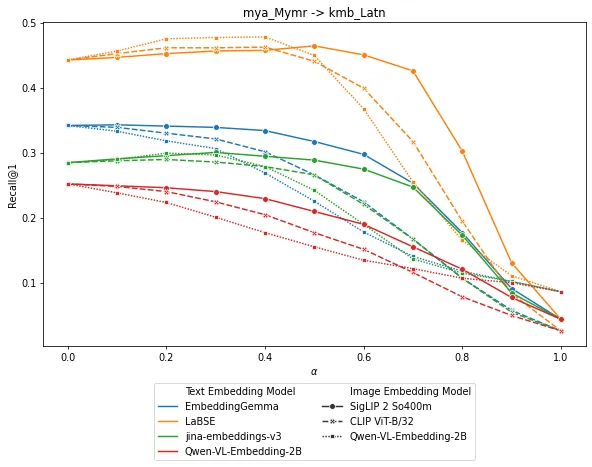 mya_Mymr -> kmb_Latn
Recall@1
0.5
0.4
0.3
0.2
0.1
0.0 0.2 0.4 0.6 0.8 1.0
α
Text Embedding Model Image Embedding Model
EmbeddingGemma SigLIP 2 So400m
LaBSE CLIP ViT-B/32
jina-embeddings-v3 Qwen-VL-Embedding-2B
Qwen-VL-Embedding-2B